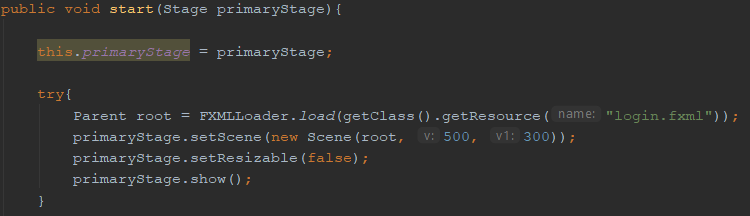 public void start(Stage primaryStage){
this.primaryStage = primaryStage;
try{
Parent root = FXMLLoader.load(getClass().getResource( name: "login.fxml"));
primaryStage.setScene(new Scene(root, v: 500, v1: 300));
primaryStage.setResizable(false);
primaryStage.show();
}